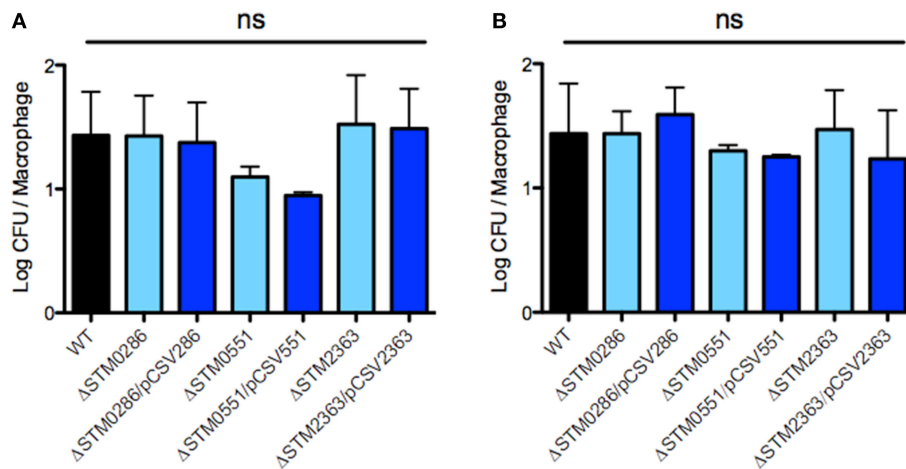 A
ns
Log CFU / Macrophage
2
1
0
WT
ΔSTM0286
ΔSTM0286/pCSV286
ΔSTM0551
ΔSTM0551/pCSV551
ΔSTM2363
ΔSTM2363/pCSV2363
B
ns
Log CFU / Macrophage
2
1
0
WT
ΔSTM0286
ΔSTM0286/pCSV286
ΔSTM0551
ΔSTM0551/pCSV551
ΔSTM2363
ΔSTM2363/pCSV2363